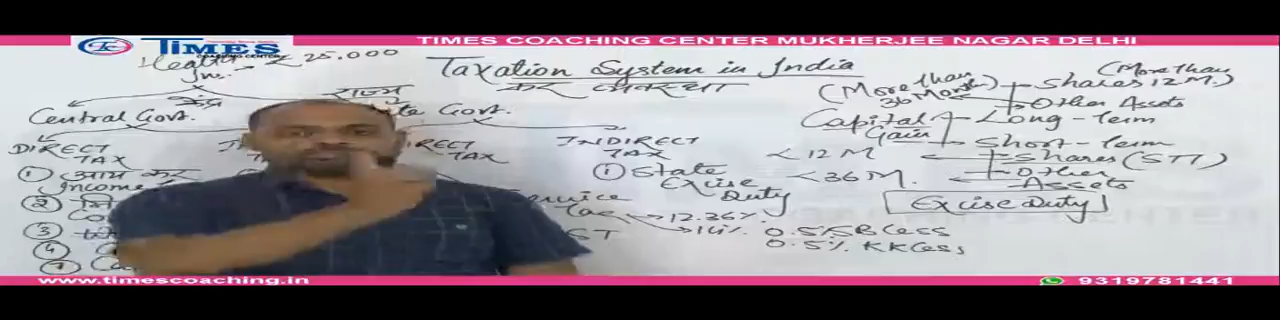 TIMES COACHING CENTER MUKHERJEE NAGAR DELHI
TIMES
COACHING CENTER
₹ 25,000
Taxation System in India
कर व्यवस्था
राज्य
Central Govt.
Govt.
DIRECT TAX
① आय कर
Income
②
③
④
DIRECT TAX
INDIRECT TAX
① State Excise Duty
Service Tax
12.36%.
14%.
0.5% SB Cess
0.5% KK Cess
(More than 36 Month)
Shares (More than 12 M.)
Other Assets
Capital Gain
Long-term
Short-term
< 12 M
Shares (STT)
< 36 M.
Other Assets
Excise Duty
www.timescoaching.in
9319781441